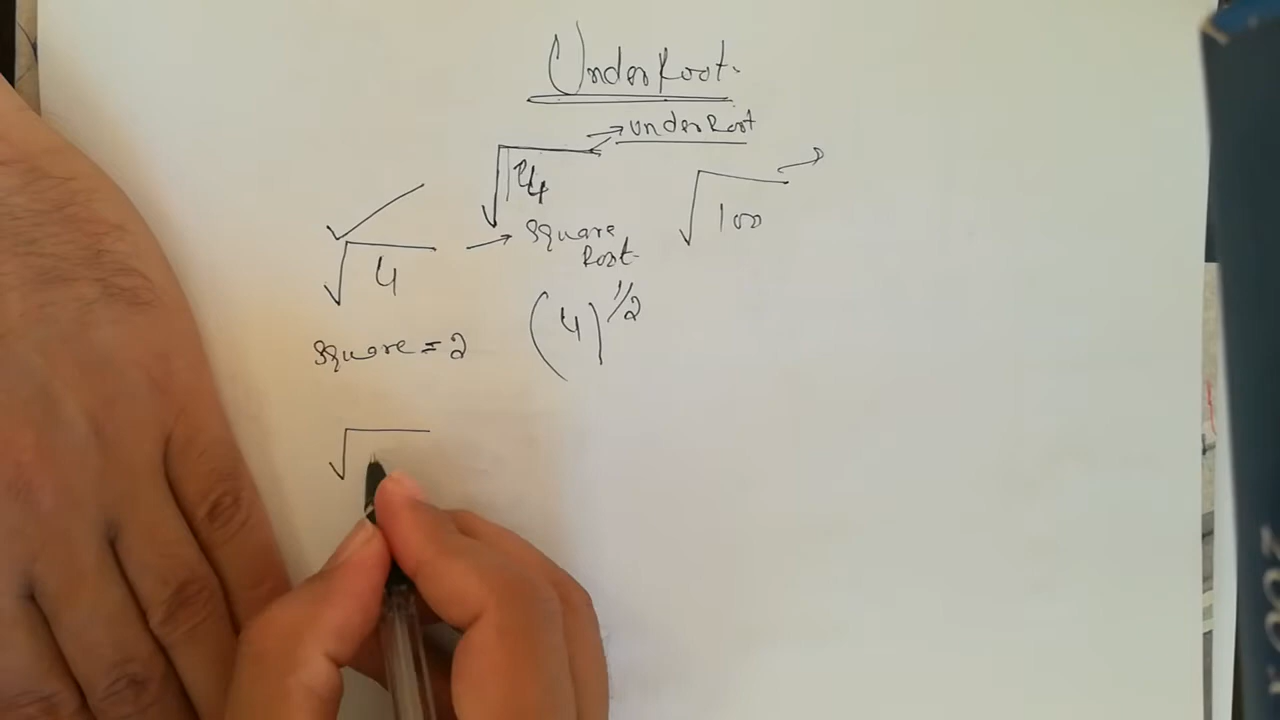 UnderRoot.
→ underRoot
√4
√100
√4 → Square Root.
(4)^1/2
Square = 2
√